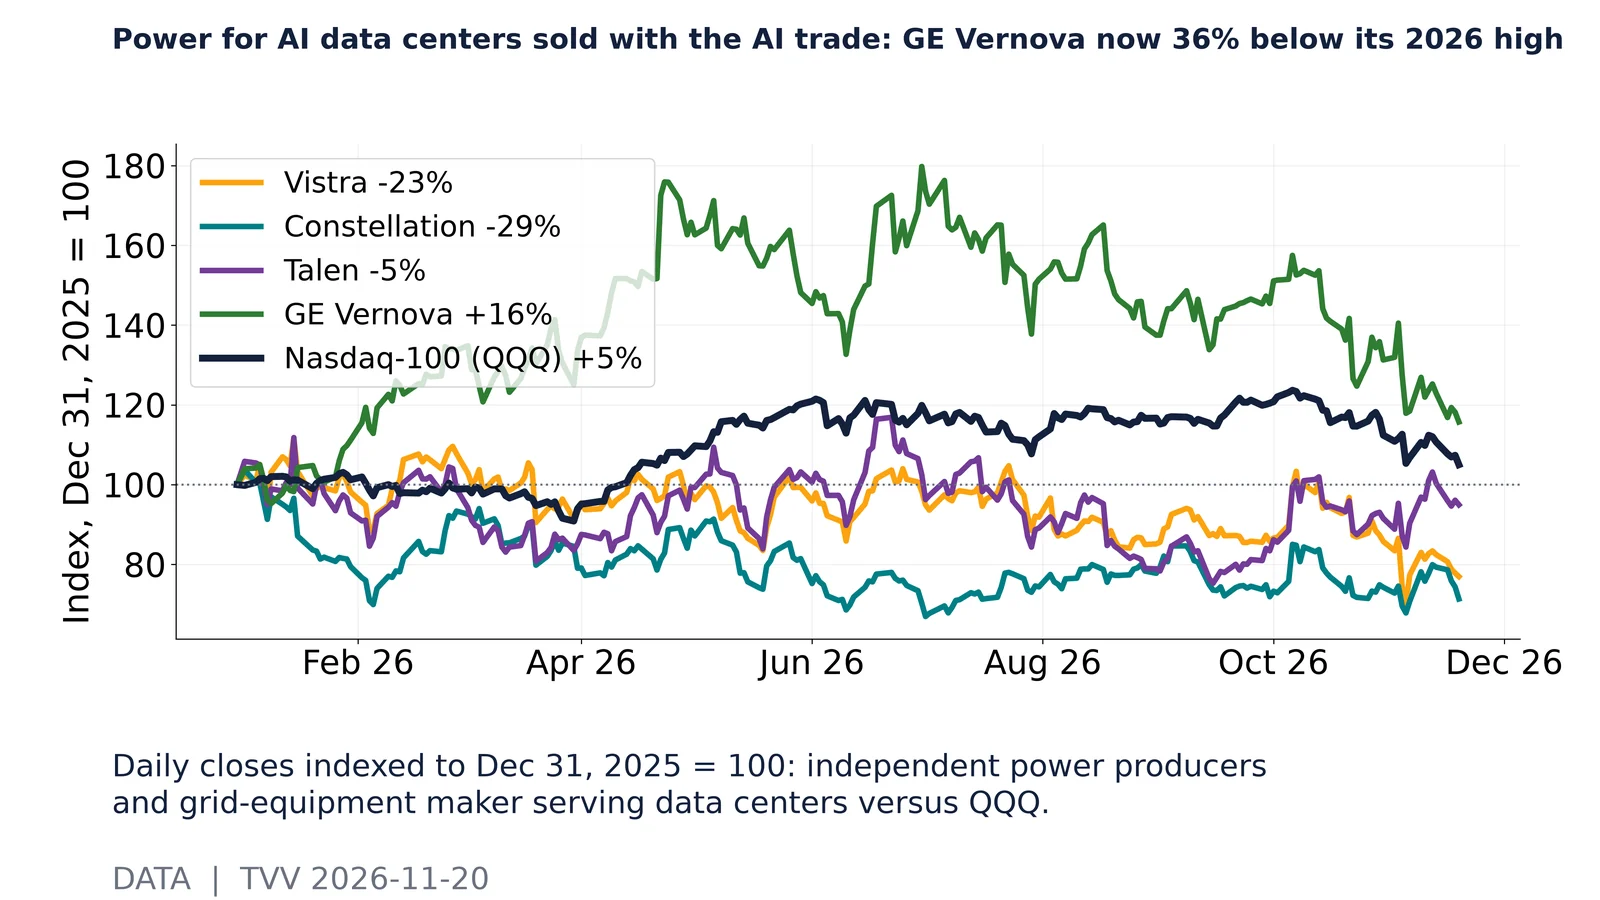 Power for AI data centers sold with the AI trade: GE Vernova now 36% below its 2026 high
Index, Dec 31, 2025 = 100
180
160
140
120
100
80
Vistra -23%
Constellation -29%
Talen -5%
GE Vernova +16%
Nasdaq-100 (QQQ) +5%
Feb 26
Apr 26
Jun 26
Aug 26
Oct 26
Dec 26
Daily closes indexed to Dec 31, 2025 = 100: independent power producers
and grid-equipment maker serving data centers versus QQQ.
DATA | TVV 2026-11-20